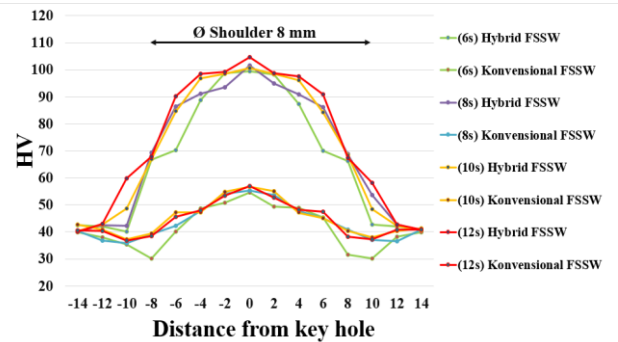 120
110
100
90
80
70
60
50
40
30
20
HV
Ø Shoulder 8 mm
-14 -12 -10 -8 -6 -4 -2 0 2 4 6 8 10 12 14
Distance from key hole
(6s) Hybrid FSSW
(6s) Konvensional FSSW
(8s) Hybrid FSSW
(8s) Konvensional FSSW
(10s) Hybrid FSSW
(10s) Konvensional FSSW
(12s) Hybrid FSSW
(12s) Konvensional FSSW